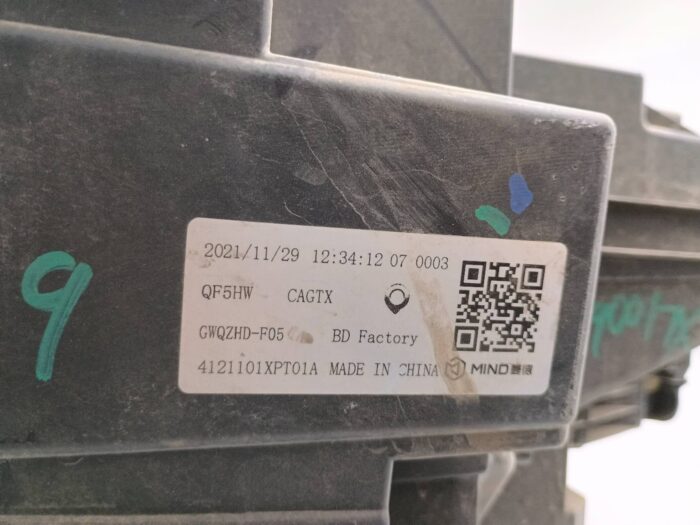 9
2021/11/29 12:34:12 07 0003
QF5HW CAGTX
GWQZHD-F05 BD Factory
4121101XPT01A MADE IN CHINA MIND